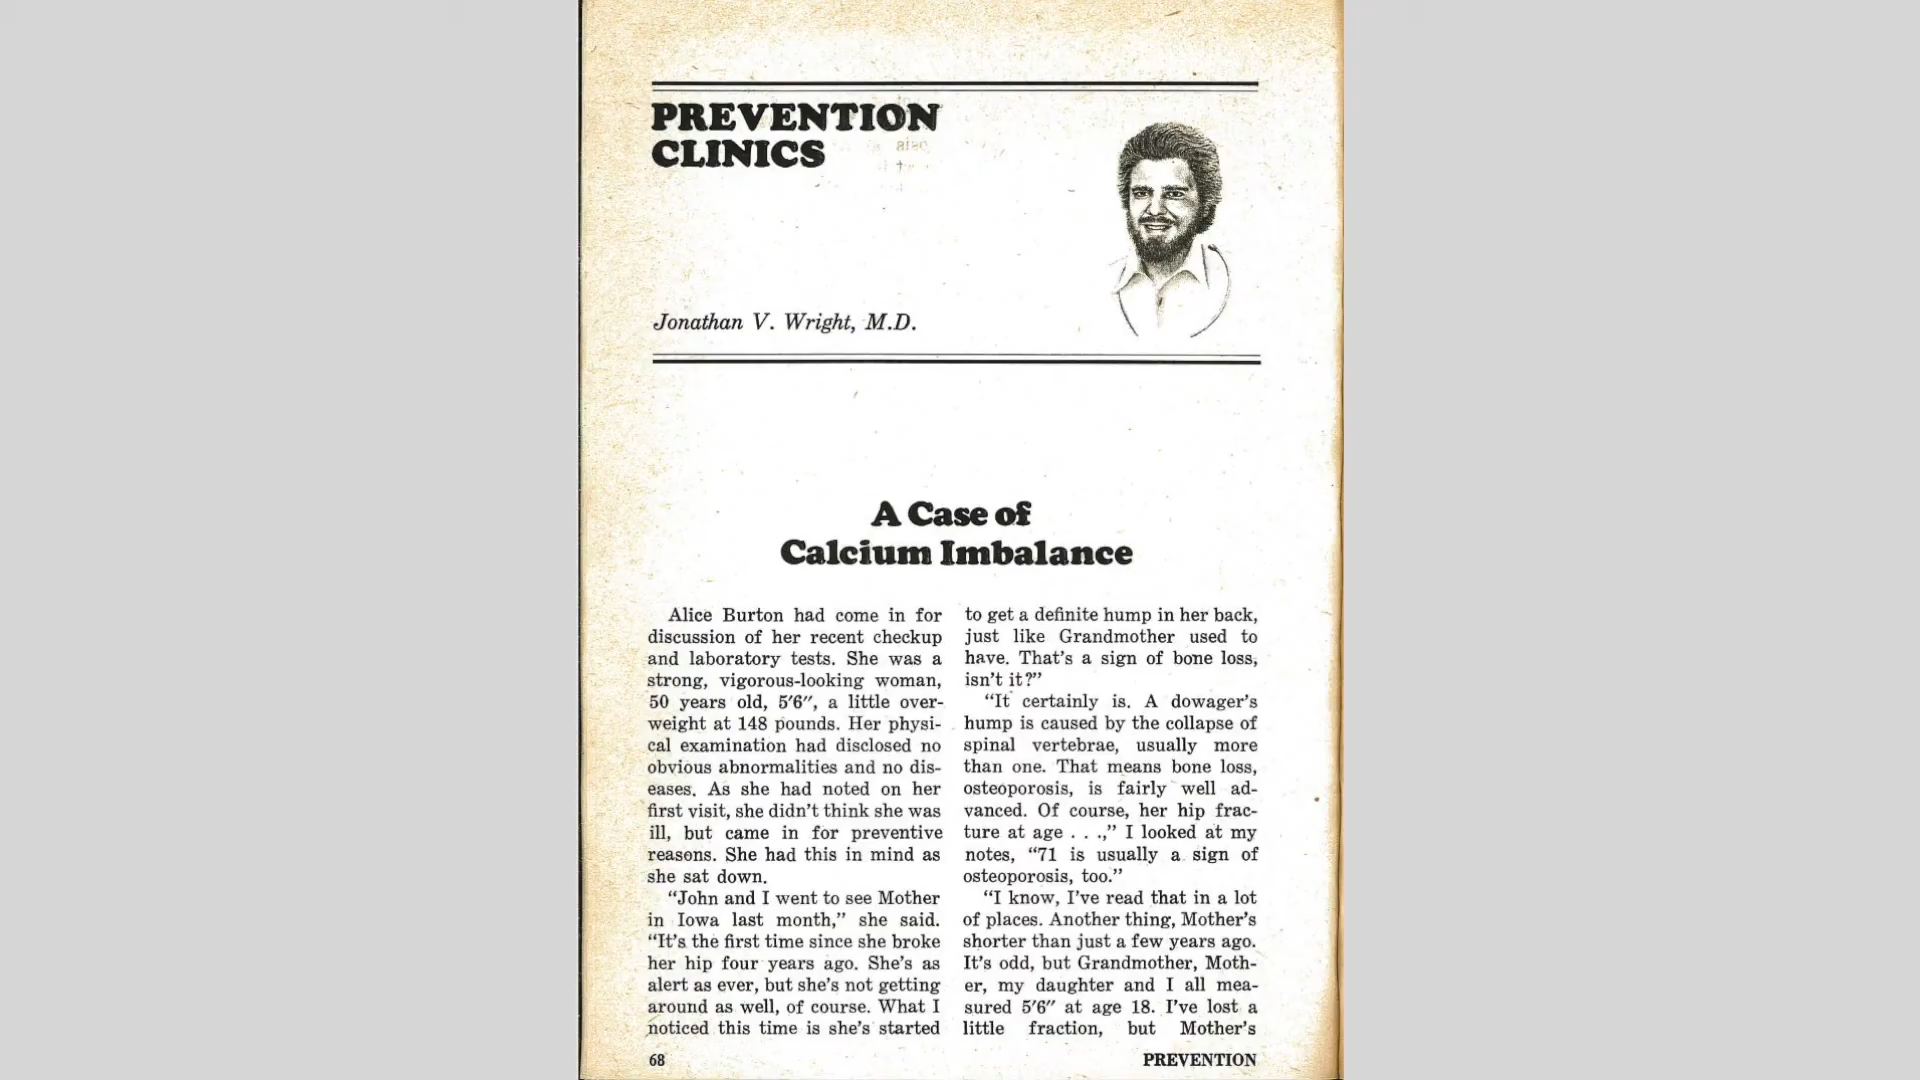 PREVENTION
CLINICS
Jonathan V. Wright, M.D.
A Case of
Calcium Imbalance
Alice Burton had come in for
discussion of her recent checkup
and laboratory tests. She was a
strong, vigorous-looking woman,
50 years old, 5′6″, a little over-
weight at 148 pounds. Her physi-
cal examination had disclosed no
obvious abnormalities and no dis-
eases. As she had noted on her
first visit, she didn't think she was
ill, but came in for preventive
reasons. She had this in mind as
she sat down.
“John and I went to see Mother
in Iowa last month,” she said.
“It's the first time since she broke
her hip four years ago. She's as
alert as ever, but she's not getting
around as well, of course. What I
noticed this time is she's started
to get a definite hump in her back,
just like Grandmother used to
have. That's a sign of bone loss,
isn't it?”
“It certainly is. A dowager's
hump is caused by the collapse of
spinal vertebrae, usually more
than one. That means bone loss,
osteoporosis, is fairly well ad-
vanced. Of course, her hip frac-
ture at age . . .,” I looked at my
notes, “71 is usually a sign of
osteoporosis, too.”
“I know, I've read that in a lot
of places. Another thing, Mother's
shorter than just a few years ago.
It's odd, but Grandmother, Moth-
er, my daughter and I all mea-
sured 5′6″ at age 18. I've lost a
little fraction, but Mother's
68
PREVENTION